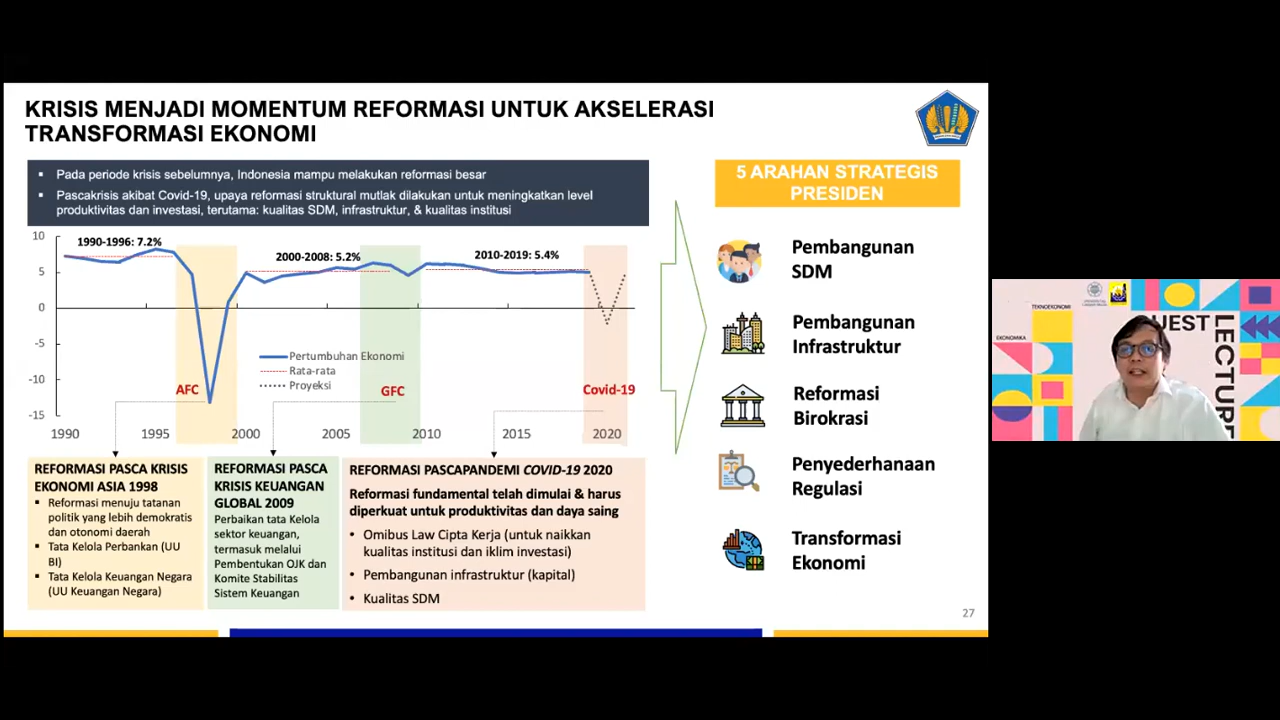 KRISIS MENJADI MOMENTUM REFORMASI UNTUK AKSELERASI
TRANSFORMASI EKONOMI
▪ Pada periode krisis sebelumnya, Indonesia mampu melakukan reformasi besar
▪ Pascakrisis akibat Covid-19, upaya reformasi struktural mutlak dilakukan untuk meningkatkan level
produktivitas dan investasi, terutama: kualitas SDM, infrastruktur, & kualitas institusi
10
5
0
-5
-10
-15
1990-1996: 7.2%
2000-2008: 5.2%
2010-2019: 5.4%
Pertumbuhan Ekonomi
Rata-rata
Proyeksi
AFC
GFC
Covid-19
1990
1995
2000
2005
2010
2015
2020
REFORMASI PASCA KRISIS
EKONOMI ASIA 1998
▪ Reformasi menuju tatanan
politik yang lebih demokratis
dan otonomi daerah
▪ Tata Kelola Perbankan (UU
BI)
▪ Tata Kelola Keuangan Negara
(UU Keuangan Negara)
REFORMASI PASCA
KRISIS KEUANGAN
GLOBAL 2009
Perbaikan tata Kelola
sektor keuangan,
termasuk melalui
Pembentukan OJK dan
Komite Stabilitas
Sistem Keuangan
REFORMASI PASCAPANDEMI COVID-19 2020
Reformasi fundamental telah dimulai & harus
diperkuat untuk produktivitas dan daya saing
• Omibus Law Cipta Kerja (untuk naikkan
kualitas institusi dan iklim investasi)
• Pembangunan infrastruktur (kapital)
• Kualitas SDM
5 ARAHAN STRATEGIS
PRESIDEN
Pembangunan
SDM
Pembangunan
Infrastruktur
Reformasi
Birokrasi
Penyederhanaan
Regulasi
Transformasi
Ekonomi
27
TEKNOEKONOMI
EKONOMIKA
UEST
LECTURE